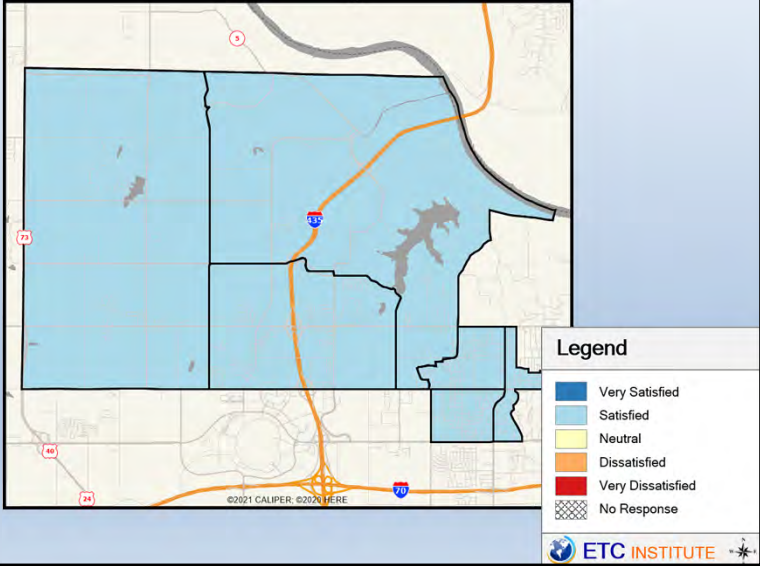 5
435
73
40
24
70
©2021 CALIPER; ©2020 HERE
Legend
Very Satisfied
Satisfied
Neutral
Dissatisfied
Very Dissatisfied
No Response
ETC INSTITUTE